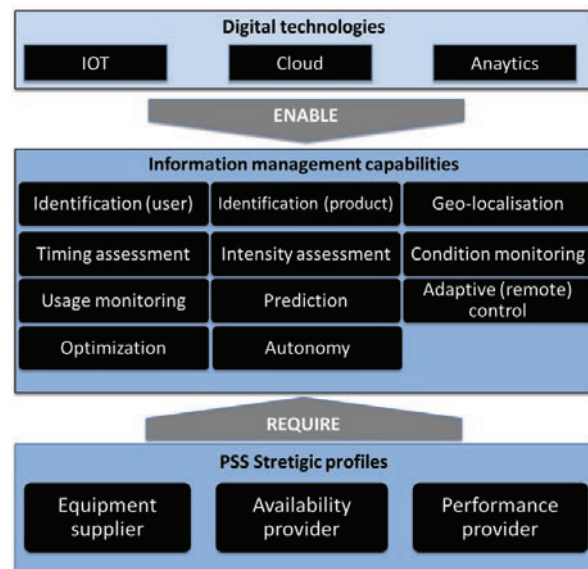 Digital technologies
IOT
Cloud
Anaytics
ENABLE
Information management capabilities
Identification (user)
Identification (product)
Geo-localisation
Timing assessment
Intensity assessment
Condition monitoring
Usage monitoring
Prediction
Adaptive (remote)
control
Optimization
Autonomy
REQUIRE
PSS Stretigic profiles
Equipment
supplier
Availability
provider
Performance
provider